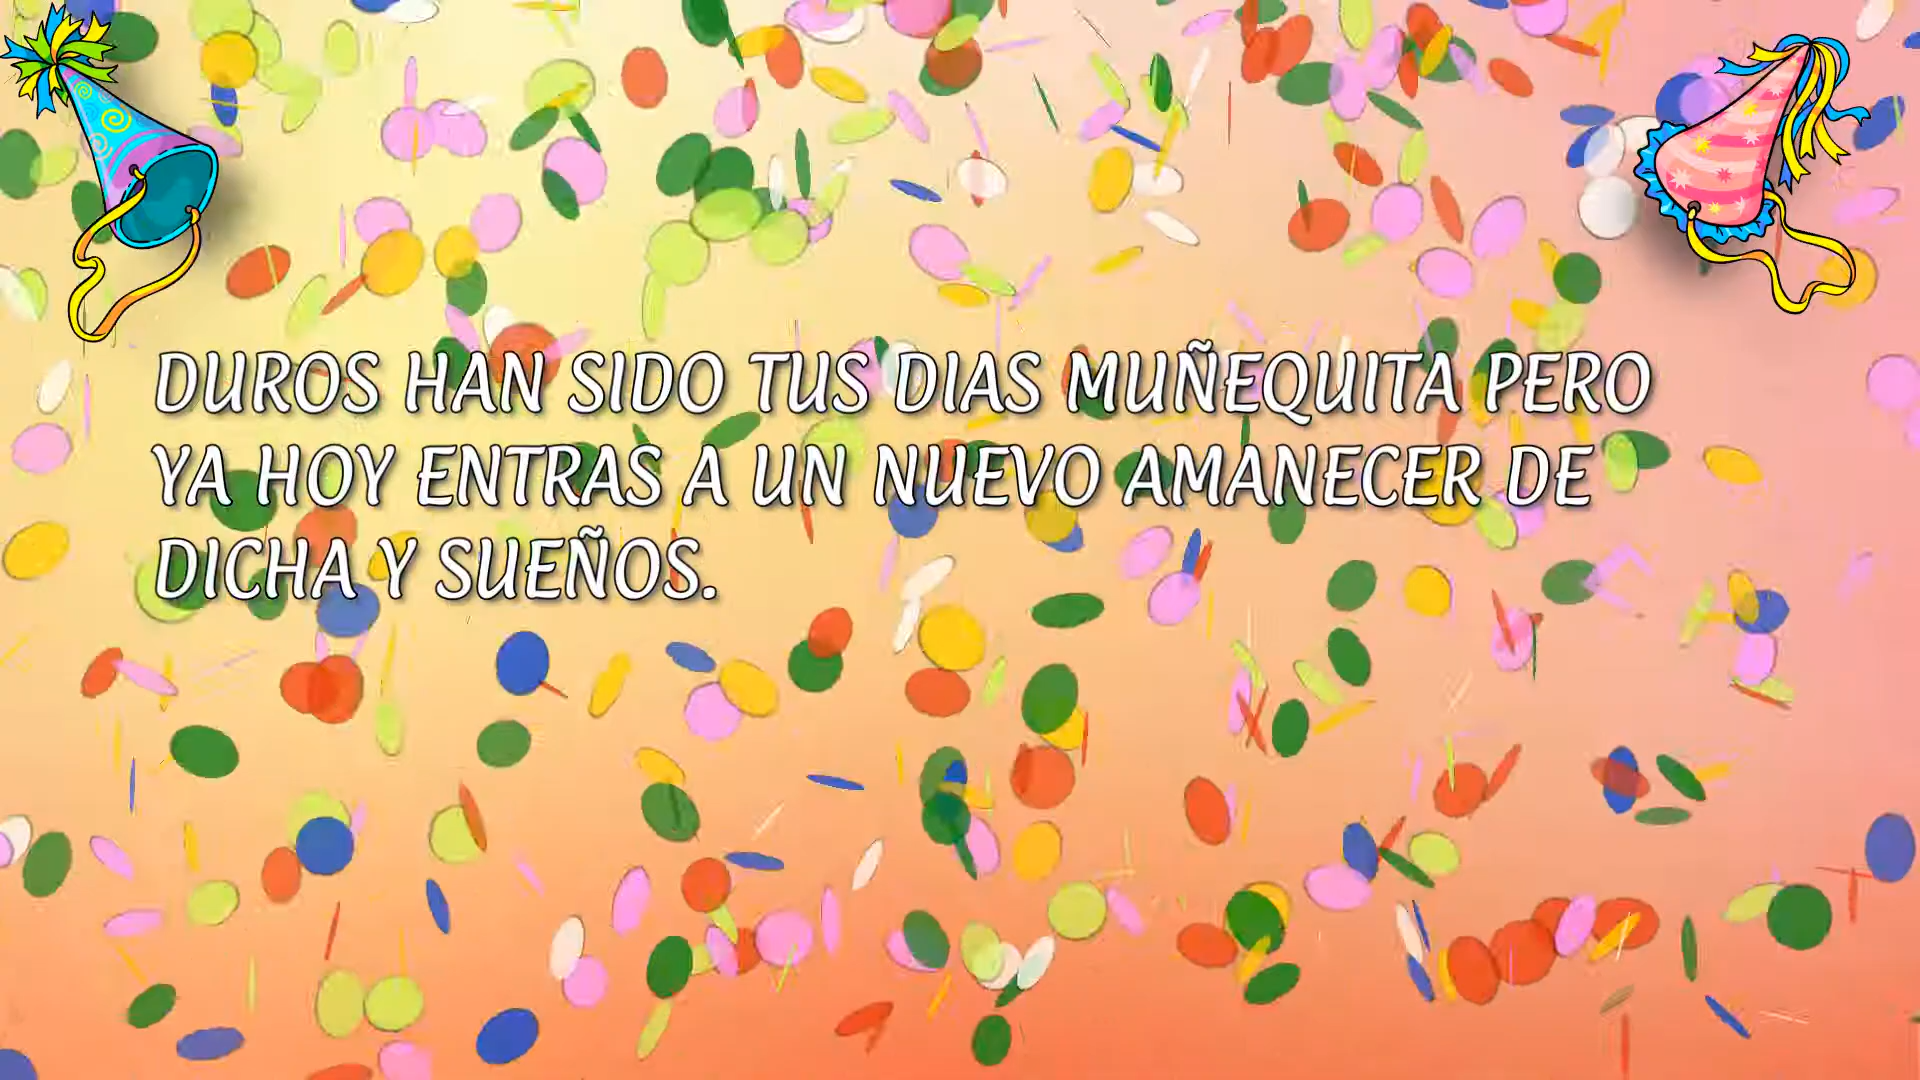 DUROS HAN SIDO TUS DIAS MUÑEQUITA PERO
YA HOY ENTRAS A UN NUEVO AMANECER DE
DICHA Y SUEÑOS.